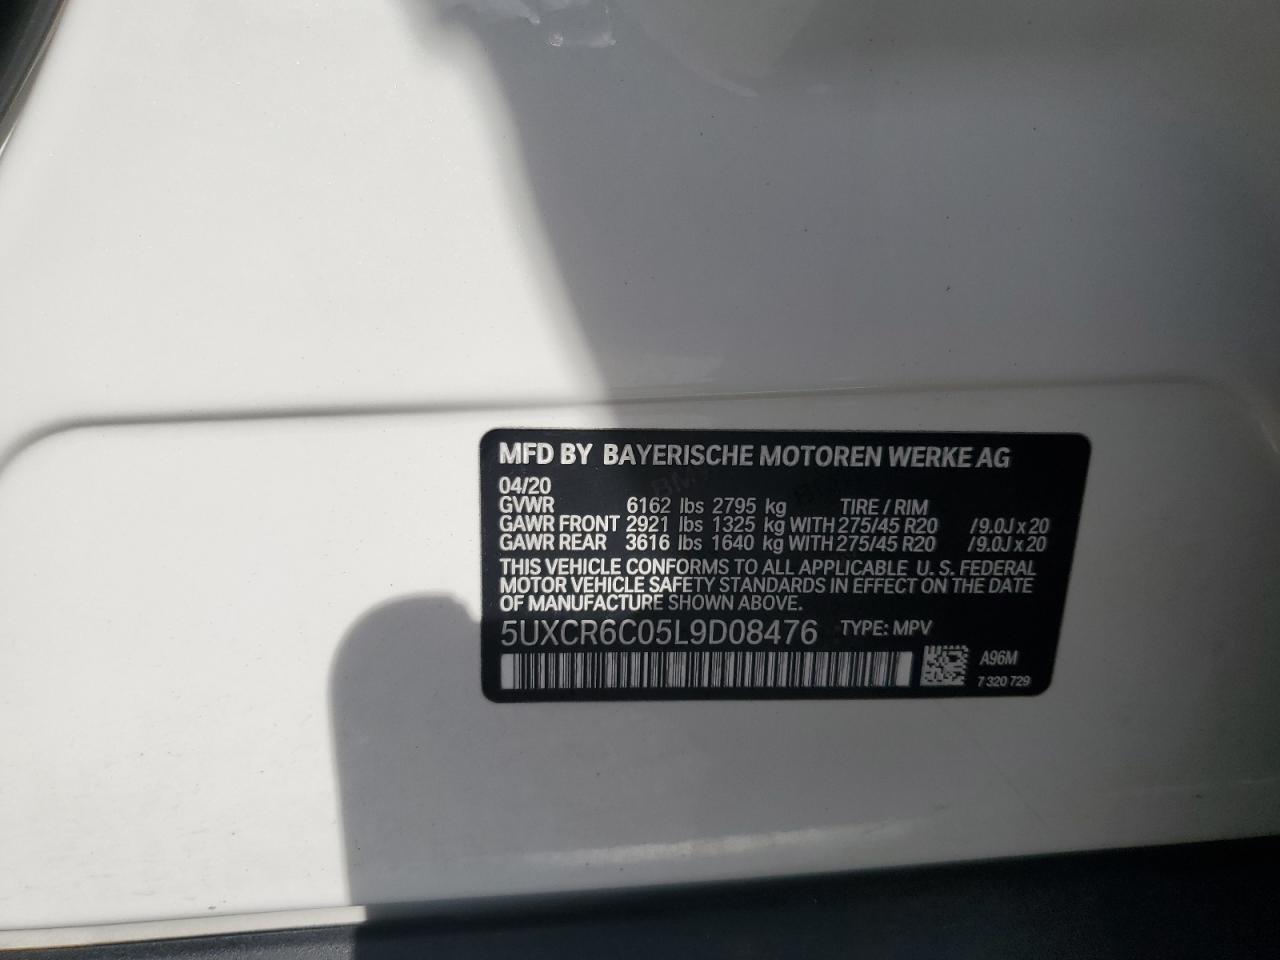 MFD BY BAYERISCHE MOTOREN WERKE AG
04/20
GVWR 6162 lbs 2795 kg TIRE / RIM
GAWR FRONT 2921 lbs 1325 kg WITH 275/45 R20 /9.0J x 20
GAWR REAR 3616 lbs 1640 kg WITH 275/45 R20 /9.0J x 20
THIS VEHICLE CONFORMS TO ALL APPLICABLE U. S. FEDERAL
MOTOR VEHICLE SAFETY STANDARDS IN EFFECT ON THE DATE
OF MANUFACTURE SHOWN ABOVE.
5UXCR6C05L9D08476 TYPE: MPV
A96M
7 320 729